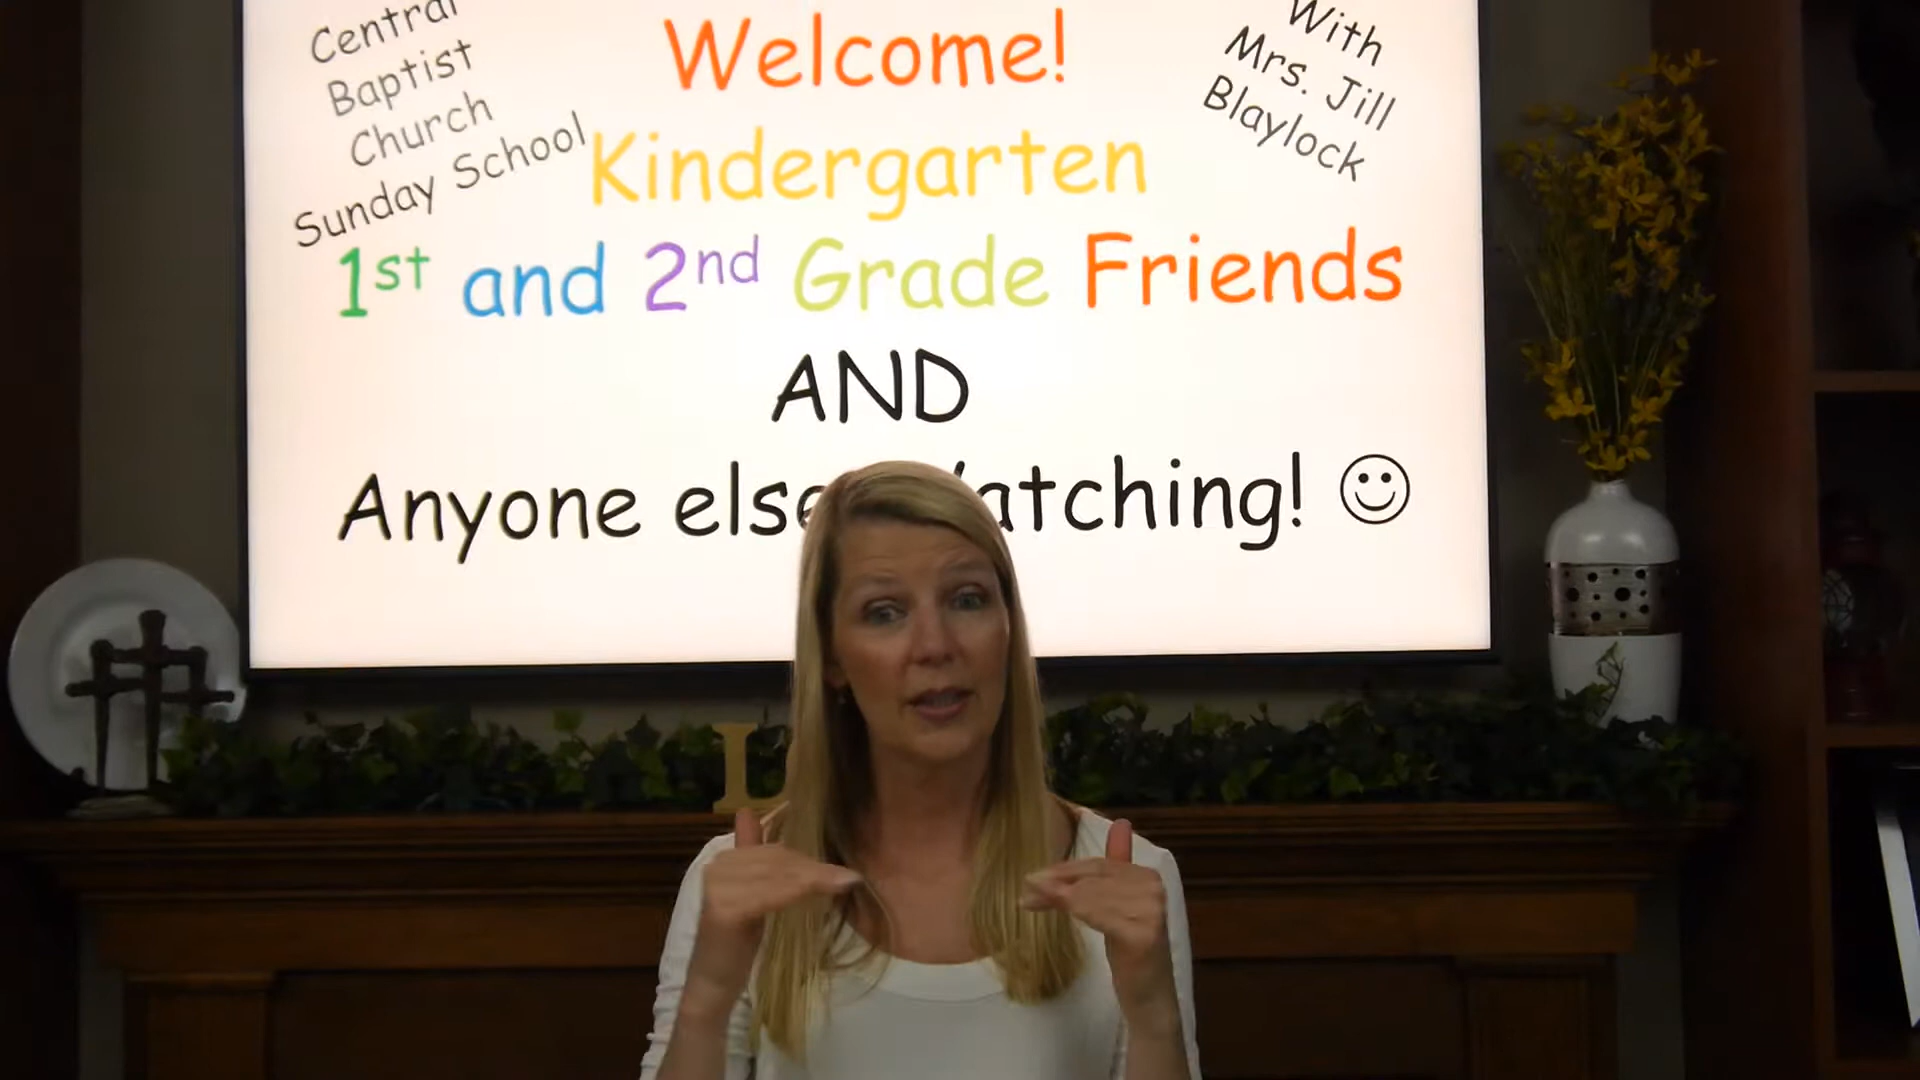 Central
Baptist
Church
Sunday School
Welcome!
With
Mrs. Jill
Blaylock
Kindergarten
1st and 2nd Grade Friends
AND
Anyone else Watching! ☺
L